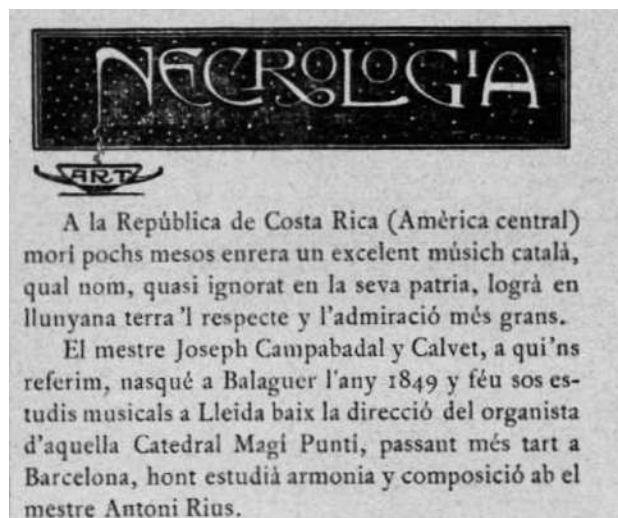 NECROLOGIA
ART
A la República de Costa Rica (Amèrica central)
morí pochs mesos enrera un excelent músich català,
qual nom, quasi ignorat en la seva patria, lográ en
llunyana terra 'l respecte y l'admiració més grans.
El mestre Joseph Campabadal y Calvet, a qui'ns
referim, nasqué a Balaguer l'any 1849 y féu sos es-
tudis musicals a Lleida baix la direcció del organista
d'aquella Catedral Magí Puntí, passant més tart a
Barcelona, hont estudià armonia y composició ab el
mestre Antoni Rius.